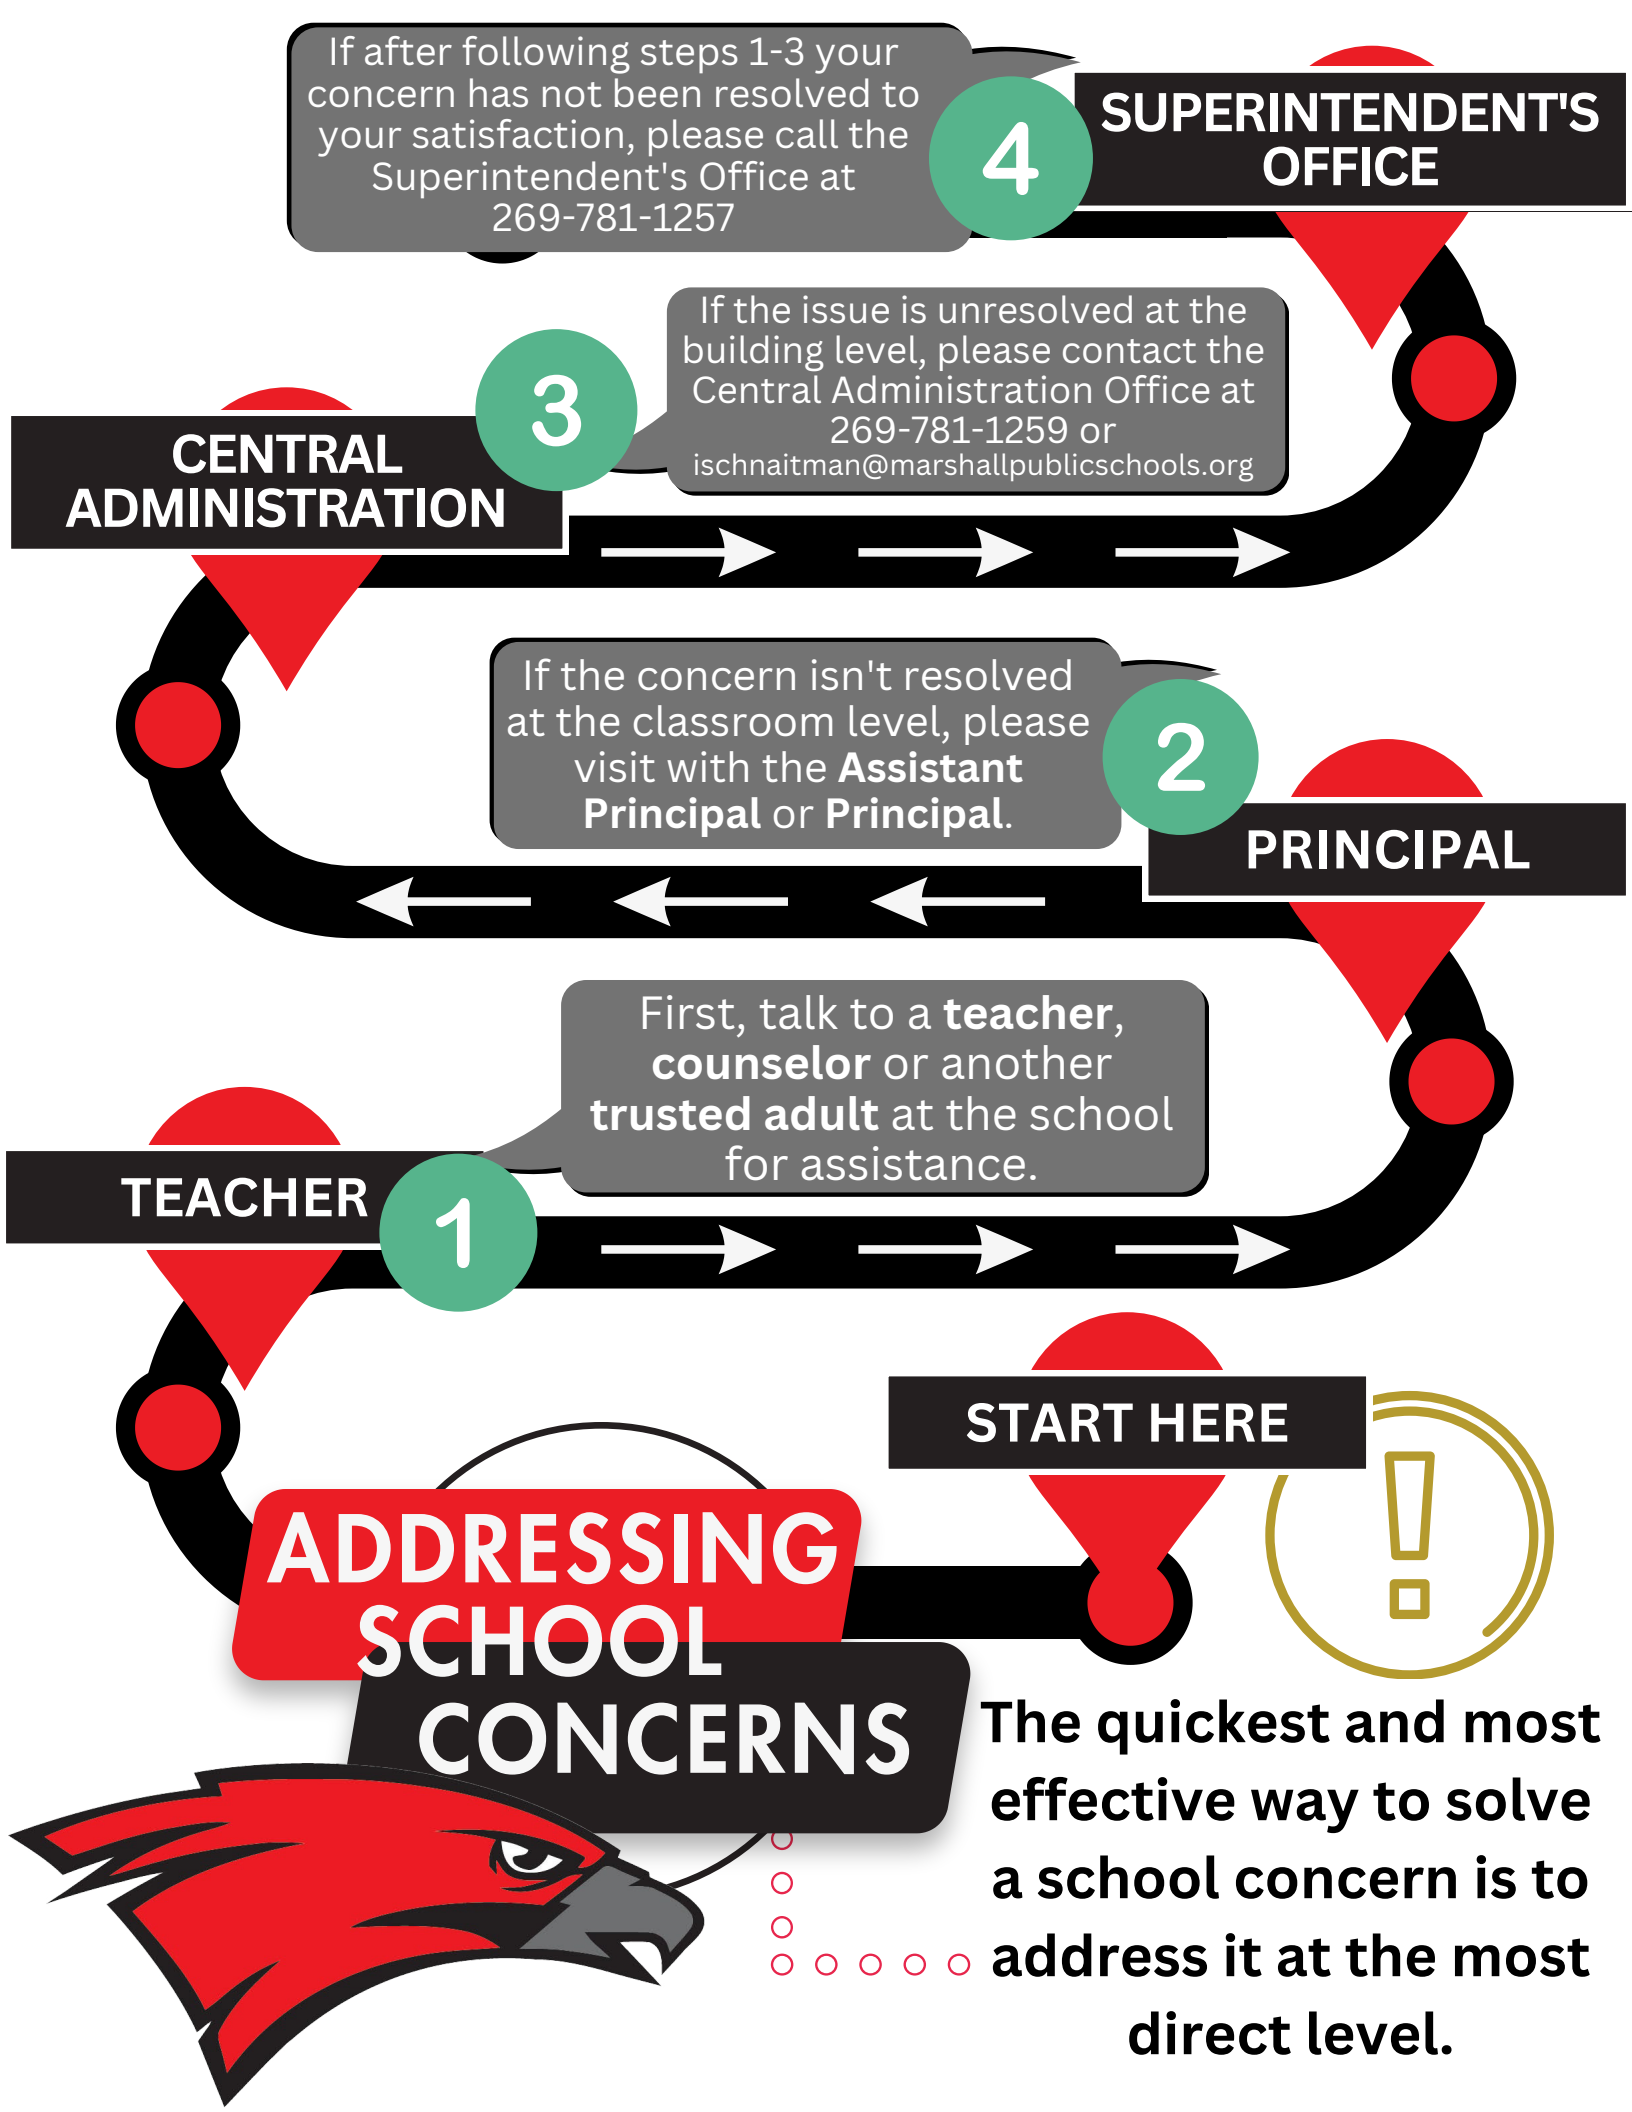 If after following steps 1-3 your
concern has not been resolved to
your satisfaction, please call the
Superintendent's Office at
269-781-1257
4
SUPERINTENDENT'S
OFFICE
If the issue is unresolved at the
building level, please contact the
Central Administration Office at
269-781-1259 or
ischnaitman@marshallpublicschools.org
3
CENTRAL
ADMINISTRATION
If the concern isn't resolved
at the classroom level, please
visit with the Assistant
Principal or Principal.
2
PRINCIPAL
First, talk to a teacher,
counselor or another
trusted adult at the school
for assistance.
TEACHER
1
START HERE
!
ADDRESSING
SCHOOL
CONCERNS
The quickest and most
effective way to solve
a school concern is to
address it at the most
direct level.